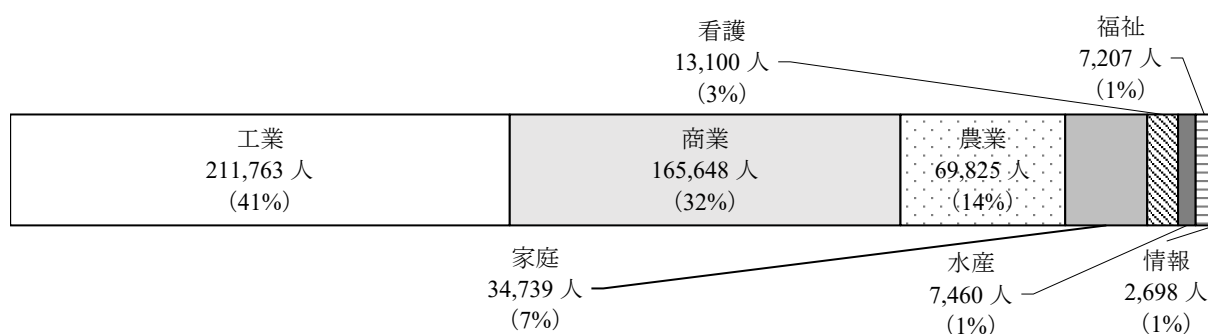 看護
13,100 人
（3%）
福祉
7,207 人
（1%）
工業
211,763 人
（41%）
商業
165,648 人
（32%）
農業
69,825 人
（14%）
家庭
34,739 人
（7%）
水産
7,460 人
（1%）
情報
2,698 人
（1%）